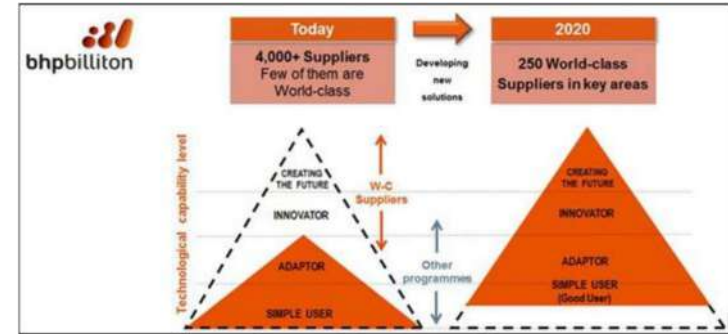 bhpbilliton
Today
4,000+ Suppliers
Few of them are
World-class
Developing
new
solutions
2020
250 World-class
Suppliers in key areas
Technological capability level
CREATING
THE FUTURE
INNOVATOR
ADAPTOR
SIMPLE USER
W-C
Suppliers
Other
programmes
CREATING
THE FUTURE
INNOVATOR
ADAPTOR
SIMPLE USER
(Good User)